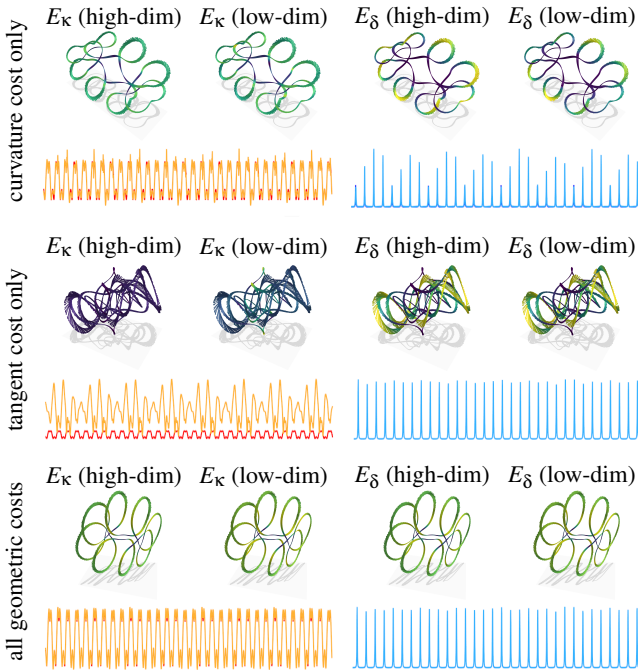 curvature cost only
Eκ (high-dim) Eκ (low-dim) Eδ (high-dim) Eδ (low-dim)
tangent cost only
Eκ (high-dim) Eκ (low-dim) Eδ (high-dim) Eδ (low-dim)
all geometric costs
Eκ (high-dim) Eκ (low-dim) Eδ (high-dim) Eδ (low-dim)